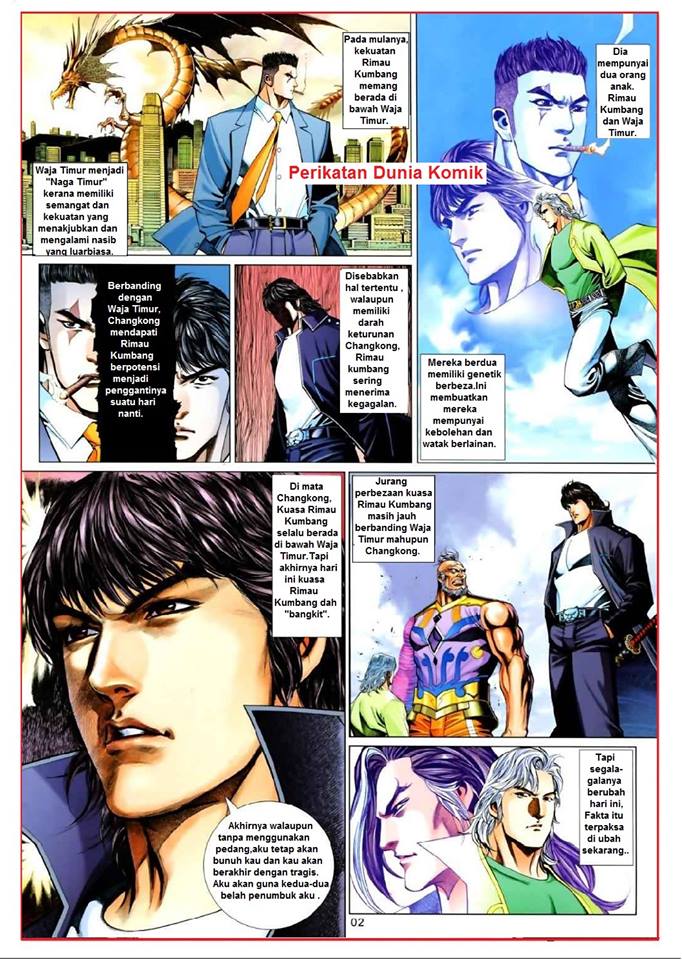 Pada mulanya,
kekuatan
Rimau
Kumbang
memang
berada di
bawah Waja
Timur.
Waja Timur menjadi
"Naga Timur"
kerana memiliki
semangat dan
kekuatan yang
menakjubkan dan
mengalami nasib
yang luarbiasa.
Perikatan Dunia Komik
Dia
mempunyai
dua orang
anak.
Rimau
Kumbang
dan Waja
Timur.
Mereka berdua
memiliki genetik
berbeza.Ini
membuatkan
mereka
mempunyai
kebolehan dan
watak berlainan.
Berbanding
dengan
Waja Timur,
Changkong
mendapati
Rimau
Kumbang
berpotensi
menjadi
penggantinya
suatu hari
nanti.
Disebabkan
hal tertentu ,
walaupun
memiliki
darah
keturunan
Changkong,
Rimau
kumbang
sering
menerima
kegagalan.
Di mata
Changkong,
Kuasa Rimau
Kumbang
selalu berada
di bawah Waja
Timur.Tapi
akhirnya hari
ini kuasa
Rimau
Kumbang dah
"bangkit".
Akhirnya walaupun
tanpa menggunakan
pedang,aku tetap akan
bunuh kau dan kau akan
berakhir dengan tragis.
Aku akan guna kedua-dua
belah penumbuk aku .
Jurang
perbezaan kuasa
Rimau Kumbang
masih jauh
berbanding Waja
Timur mahupun
Changkong.
Tapi
segala-
galanya
berubah
hari ini,
Fakta itu
terpaksa
di ubah
sekarang..
02